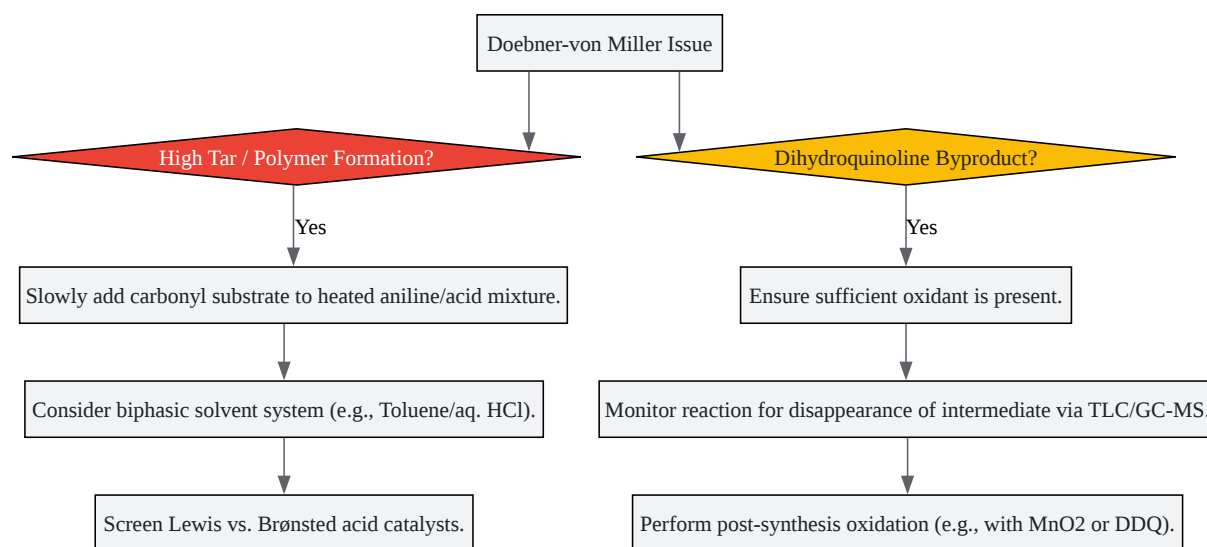 Doebner-von Miller Issue
High Tar / Polymer Formation?
Dihydroquinoline Byproduct?
Yes
Yes
Slowly add carbonyl substrate to heated aniline/acid mixture.
Ensure sufficient oxidant is present.
Consider biphasic solvent system (e.g., Toluene/aq. HCl).
Monitor reaction for disappearance of intermediate via TLC/GC-MS.
Screen Lewis vs. Brønsted acid catalysts.
Perform post-synthesis oxidation (e.g., with MnO2 or DDQ).